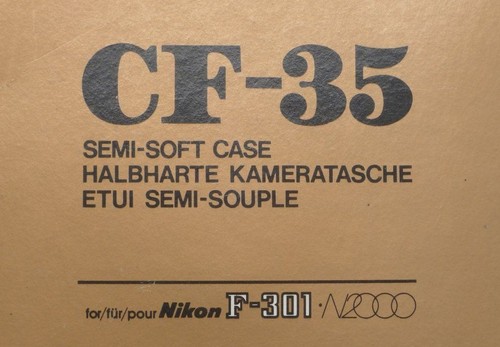 CF-35
SEMI-SOFT CASE
HALBHARTE KAMERATASCHE
ETUI SEMI-SOUPLE
for/für/pour Nikon F-301 · N2000